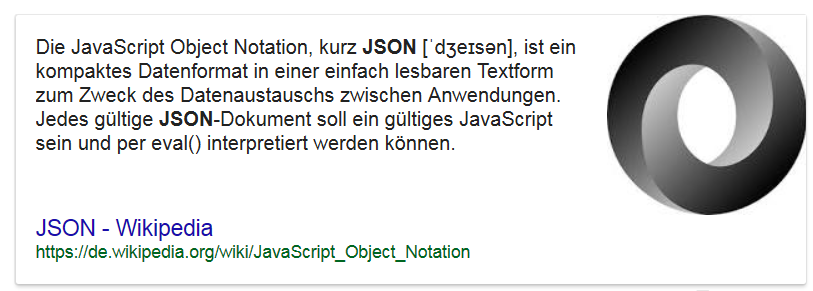 Die JavaScript Object Notation, kurz JSON [ˈdʒeɪsən], ist ein
kompaktes Datenformat in einer einfach lesbaren Textform
zum Zweck des Datenaustauschs zwischen Anwendungen.
Jedes gültige JSON-Dokument soll ein gültiges JavaScript
sein und per eval() interpretiert werden können.
JSON - Wikipedia
https://de.wikipedia.org/wiki/JavaScript_Object_Notation